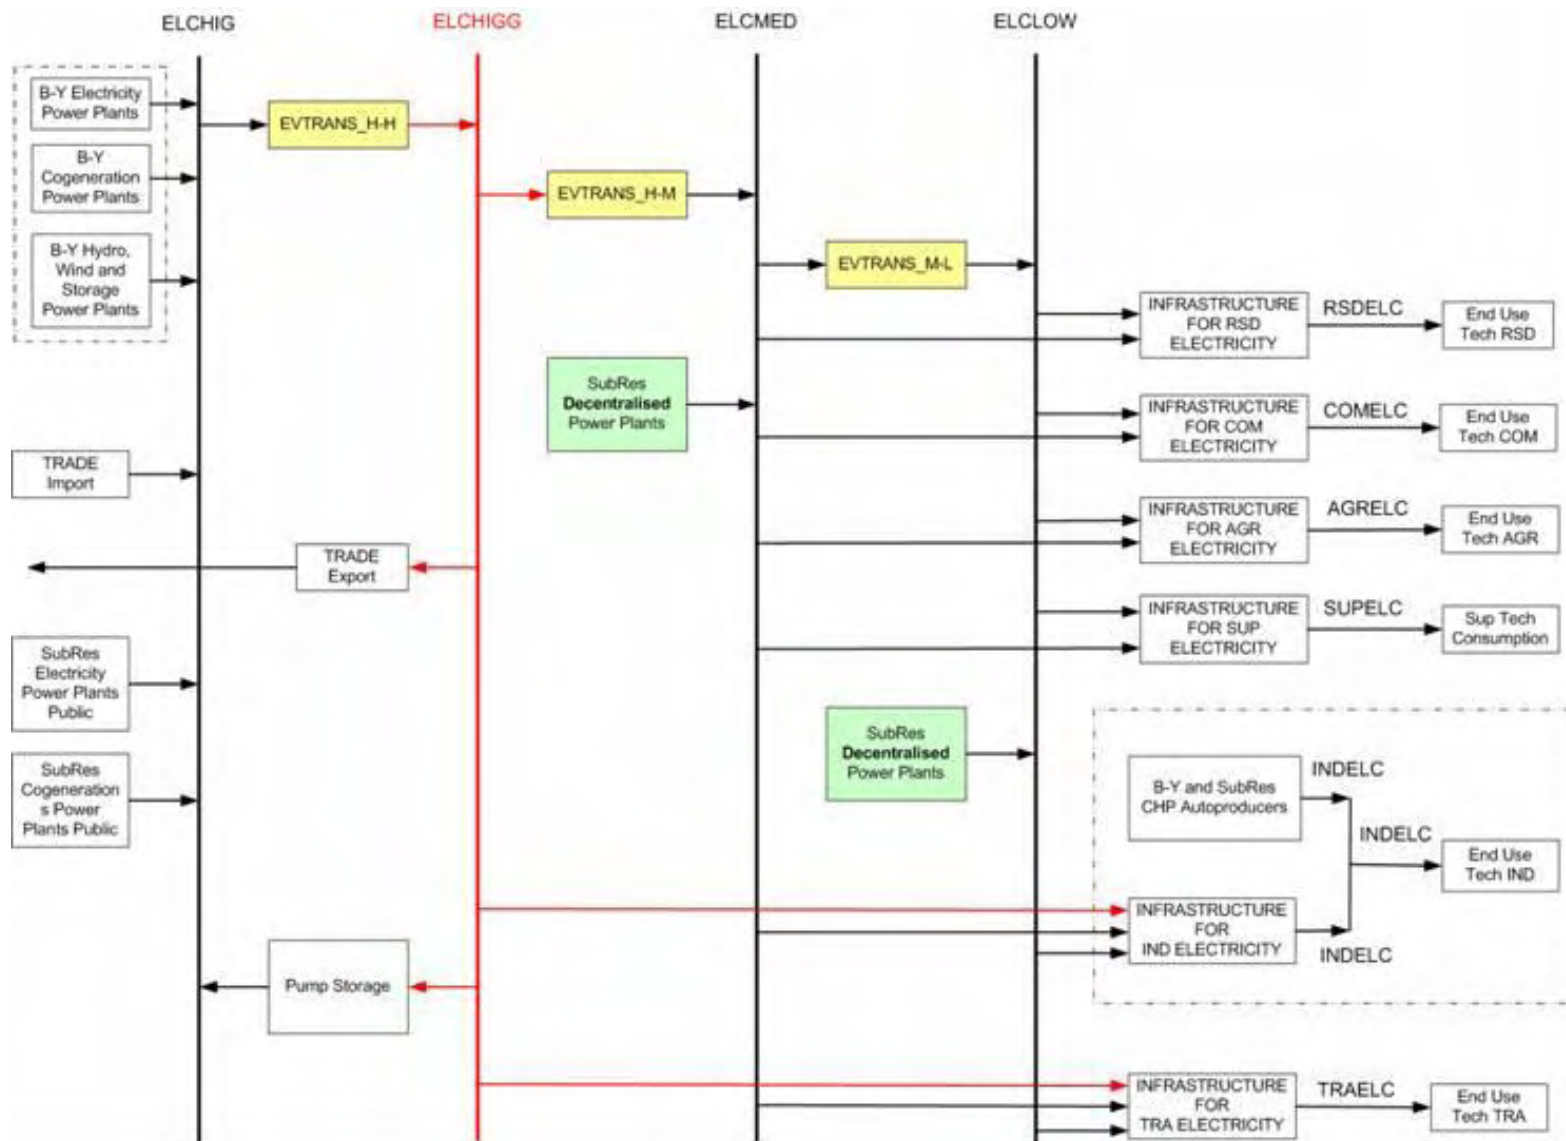 ELCHIG
ELCHIGG
ELCMED
ELCLOW
B-Y Electricity
Power Plants
B-Y
Cogeneration
Power Plants
B-Y Hydro,
Wind and
Storage
Power Plants
EVTRANS_H-H
EVTRANS_H-M
EVTRANS_M-L
INFRASTRUCTURE
FOR RSD
ELECTRICITY
RSDELC
End Use
Tech RSD
SubRes
Decentralised
Power Plants
INFRASTRUCTURE
FOR COM
ELECTRICITY
COMELC
End Use
Tech COM
TRADE
Import
INFRASTRUCTURE
FOR AGR
ELECTRICITY
AGRELC
End Use
Tech AGR
TRADE
Export
INFRASTRUCTURE
FOR SUP
ELECTRICITY
SUPELC
Sup Tech
Consumption
SubRes
Electricity
Power Plants
Public
SubRes
Decentralised
Power Plants
SubRes
Cogeneration
s Power
Plants Public
B-Y and SubRes
CHP Autoproducers
INDELC
INDELC
End Use
Tech IND
INFRASTRUCTURE
FOR
IND ELECTRICITY
INDELC
Pump Storage
INFRASTRUCTURE
FOR
TRA ELECTRICITY
TRAELC
End Use
Tech TRA